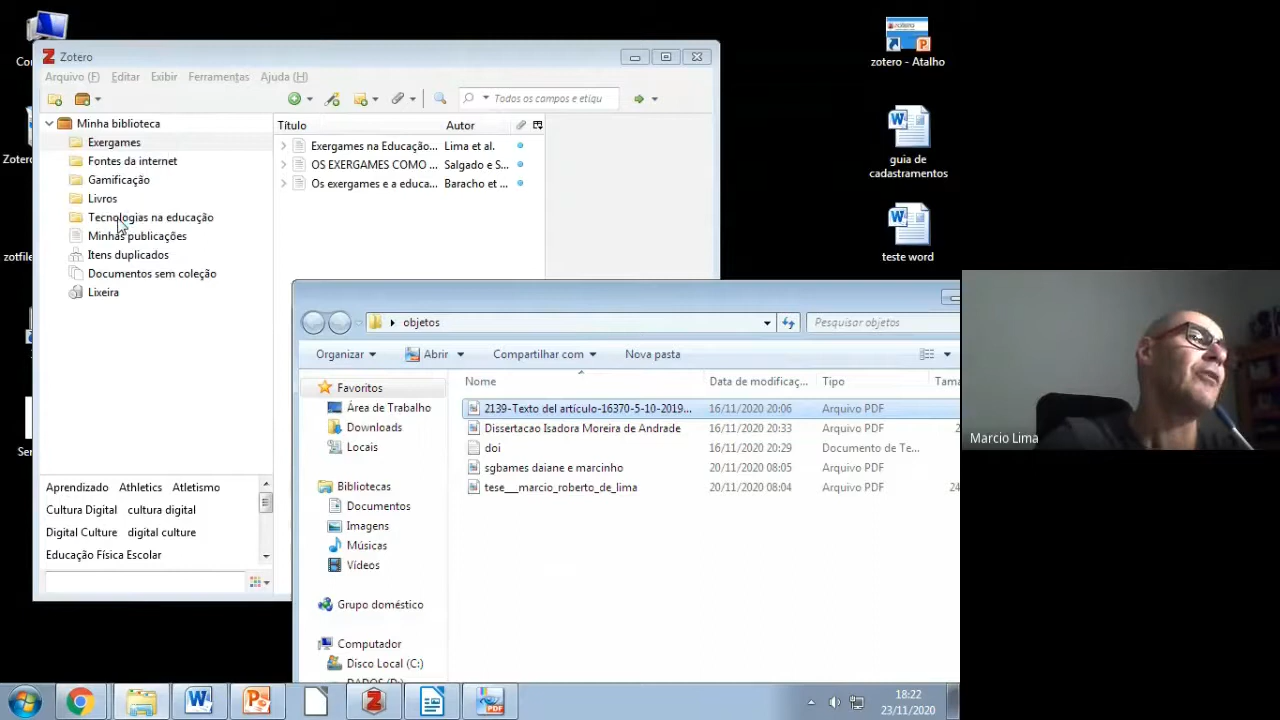 Zotero
Arquivo (F) Editar Exibir Ferramentas Ajuda (H)
Todos os campos e etiqu
Minha biblioteca
Exergames
Fontes da internet
Gamificação
Livros
Tecnologias na educação
Minhas publicações
Itens duplicados
Documentos sem coleção
Lixeira
Título Autor
Exergames na Educação... Lima et al.
OS EXERGAMES COMO ... Salgado e S...
Os exergames e a educa... Baracho et ...
Aprendizado Athletics Atletismo
Cultura Digital cultura digital
Digital Culture digital culture
Educação Física Escolar
zotero - Atalho
guia de
cadastramentos
teste word
Zotero
zotfile
objetos
Pesquisar objetos
Organizar Abrir Compartilhar com Nova pasta
Favoritos
Área de Trabalho
Downloads
Locais
Bibliotecas
Documentos
Imagens
Músicas
Vídeos
Grupo doméstico
Computador
Disco Local (C:)
Nome Data de modificaç... Tipo Tama
2139-Texto del artículo-16370-5-10-2019... 16/11/2020 20:06 Arquivo PDF
Dissertacao Isadora Moreira de Andrade 16/11/2020 20:33 Arquivo PDF 2
doi 16/11/2020 20:29 Documento de Te...
sgbames daiane e marcinho 20/11/2020 08:05 Arquivo PDF
tese__marcio_roberto_de_lima 20/11/2020 08:04 Arquivo PDF 24
Marcio Lima
PDF
18:22
23/11/2020